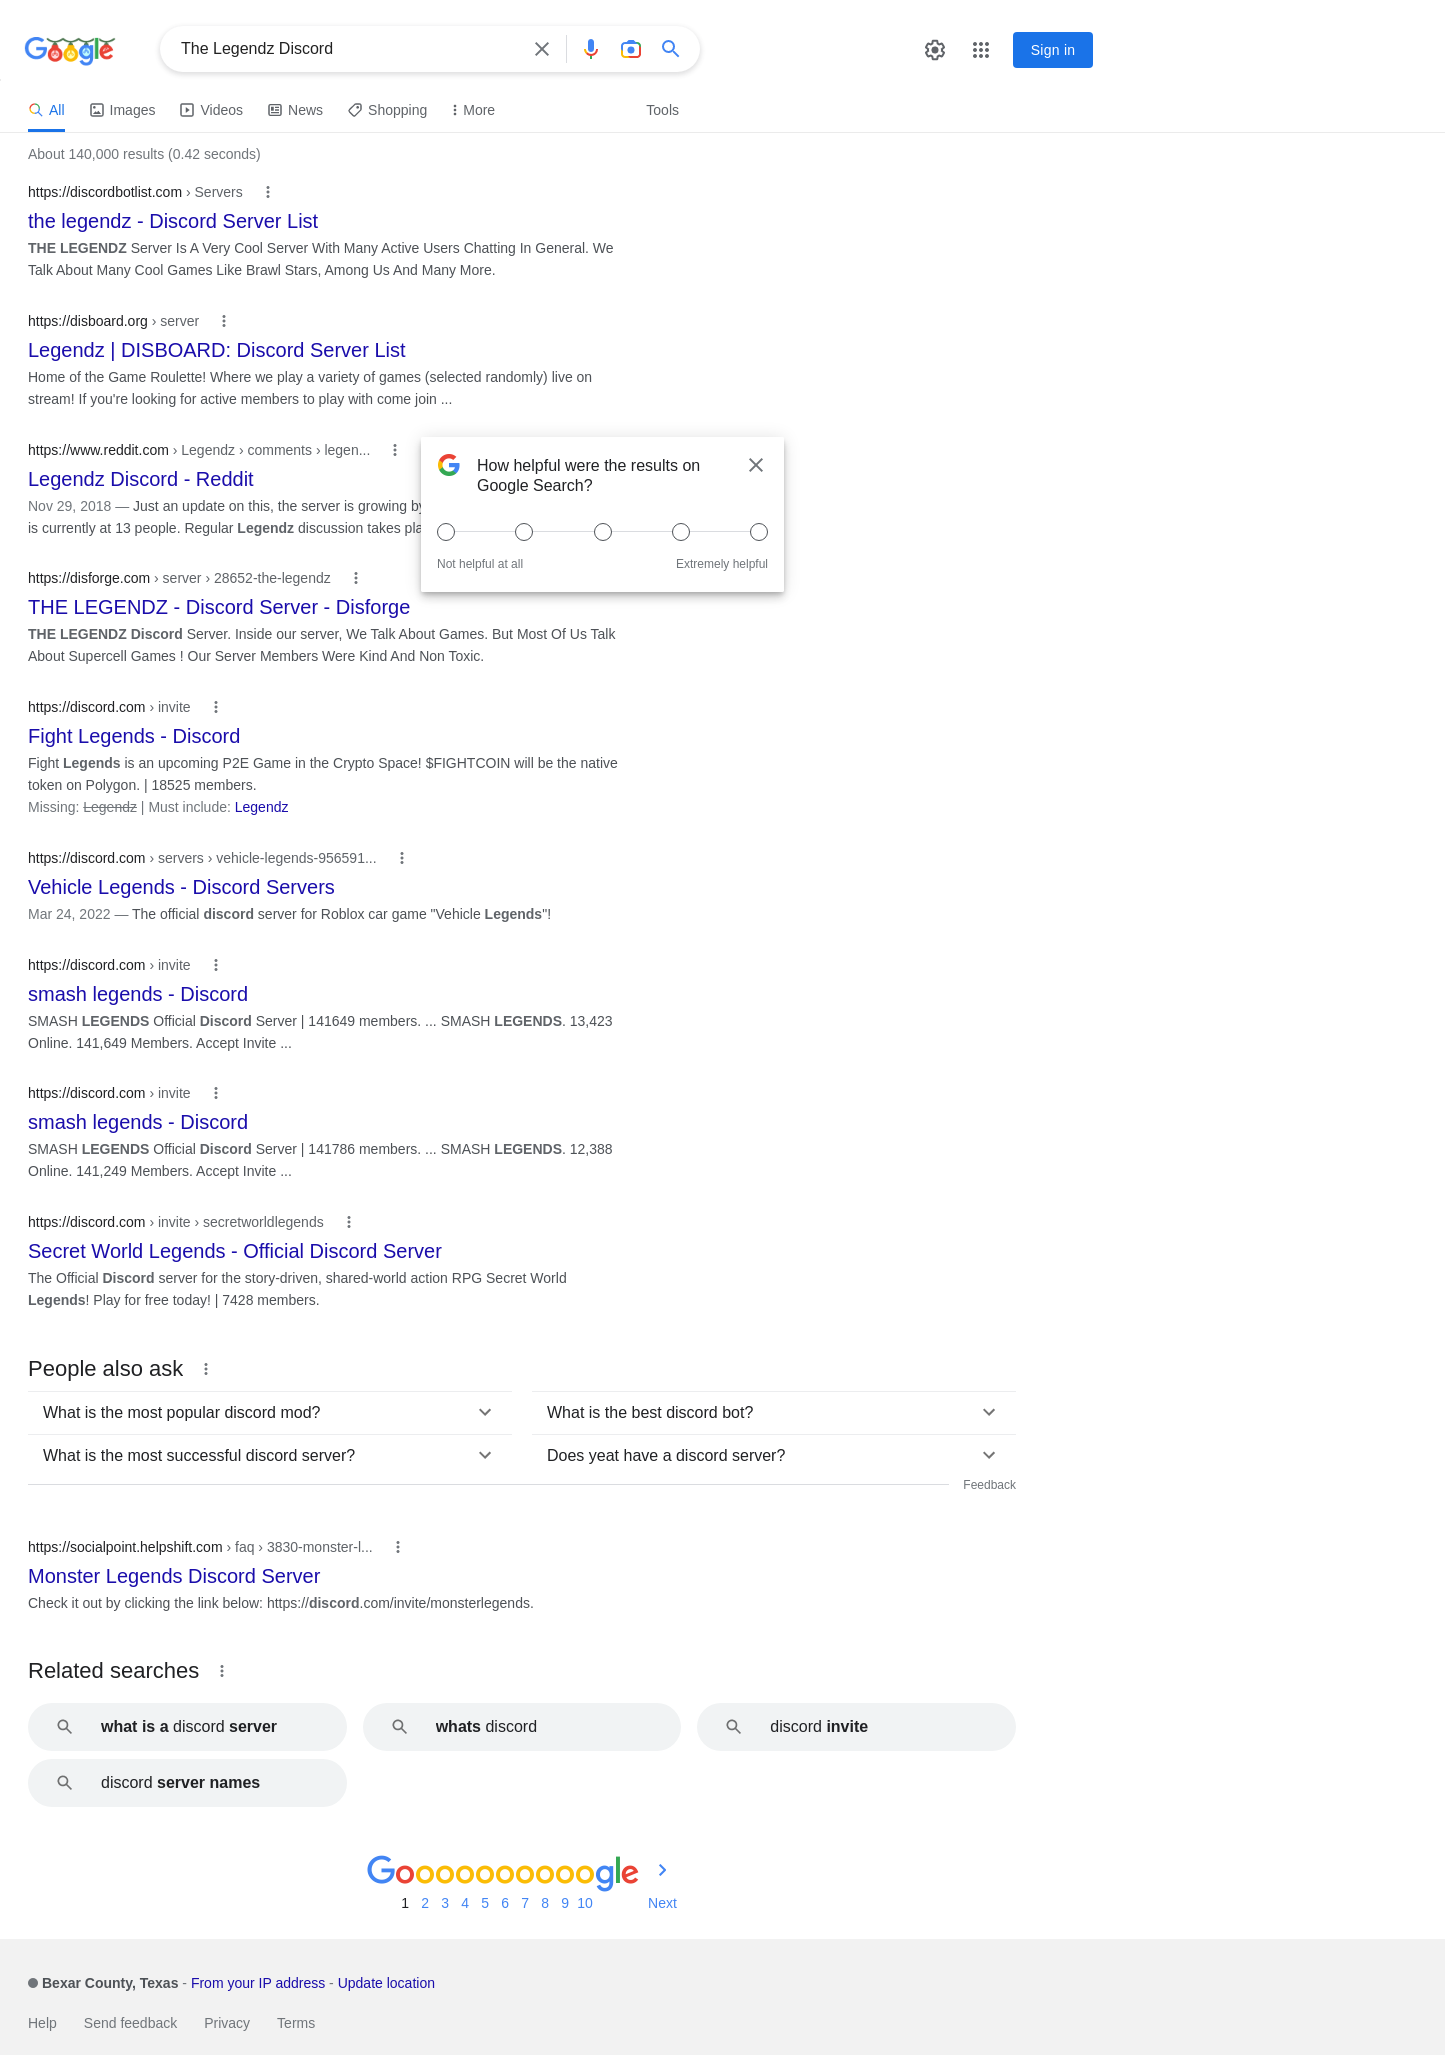 Google
The Legendz Discord
Sign in
All Images Videos News Shopping More Tools
About 140,000 results (0.42 seconds)
https://discordbotlist.com › Servers
the legendz - Discord Server List
THE LEGENDZ Server Is A Very Cool Server With Many Active Users Chatting In General. We
Talk About Many Cool Games Like Brawl Stars, Among Us And Many More.
https://disboard.org › server
Legendz | DISBOARD: Discord Server List
Home of the Game Roulette! Where we play a variety of games (selected randomly) live on
stream! If you're looking for active members to play with come join ...
https://www.reddit.com › Legendz › comments › legen...
Legendz Discord - Reddit
Nov 29, 2018 — Just an update on this, the server is growing by
is currently at 13 people. Regular Legendz discussion takes pla
How helpful were the results on
Google Search?
Not helpful at all Extremely helpful
https://disforge.com › server › 28652-the-legendz
THE LEGENDZ - Discord Server - Disforge
THE LEGENDZ Discord Server. Inside our server, We Talk About Games. But Most Of Us Talk
About Supercell Games ! Our Server Members Were Kind And Non Toxic.
https://discord.com › invite
Fight Legends - Discord
Fight Legends is an upcoming P2E Game in the Crypto Space! $FIGHTCOIN will be the native
token on Polygon. | 18525 members.
Missing: Legendz | Must include: Legendz
https://discord.com › servers › vehicle-legends-956591...
Vehicle Legends - Discord Servers
Mar 24, 2022 — The official discord server for Roblox car game "Vehicle Legends"!
https://discord.com › invite
smash legends - Discord
SMASH LEGENDS Official Discord Server | 141649 members. ... SMASH LEGENDS. 13,423
Online. 141,649 Members. Accept Invite ...
https://discord.com › invite
smash legends - Discord
SMASH LEGENDS Official Discord Server | 141786 members. ... SMASH LEGENDS. 12,388
Online. 141,249 Members. Accept Invite ...
https://discord.com › invite › secretworldlegends
Secret World Legends - Official Discord Server
The Official Discord server for the story-driven, shared-world action RPG Secret World
Legends! Play for free today! | 7428 members.
People also ask
What is the most popular discord mod? What is the best discord bot?
What is the most successful discord server? Does yeat have a discord server?
Feedback
https://socialpoint.helpshift.com › faq › 3830-monster-l...
Monster Legends Discord Server
Check it out by clicking the link below: https://discord.com/invite/monsterlegends.
Related searches
what is a discord server whats discord discord invite
discord server names
Goooooooooogle
1 2 3 4 5 6 7 8 9 10 Next
Bexar County, Texas - From your IP address - Update location
Help Send feedback Privacy Terms